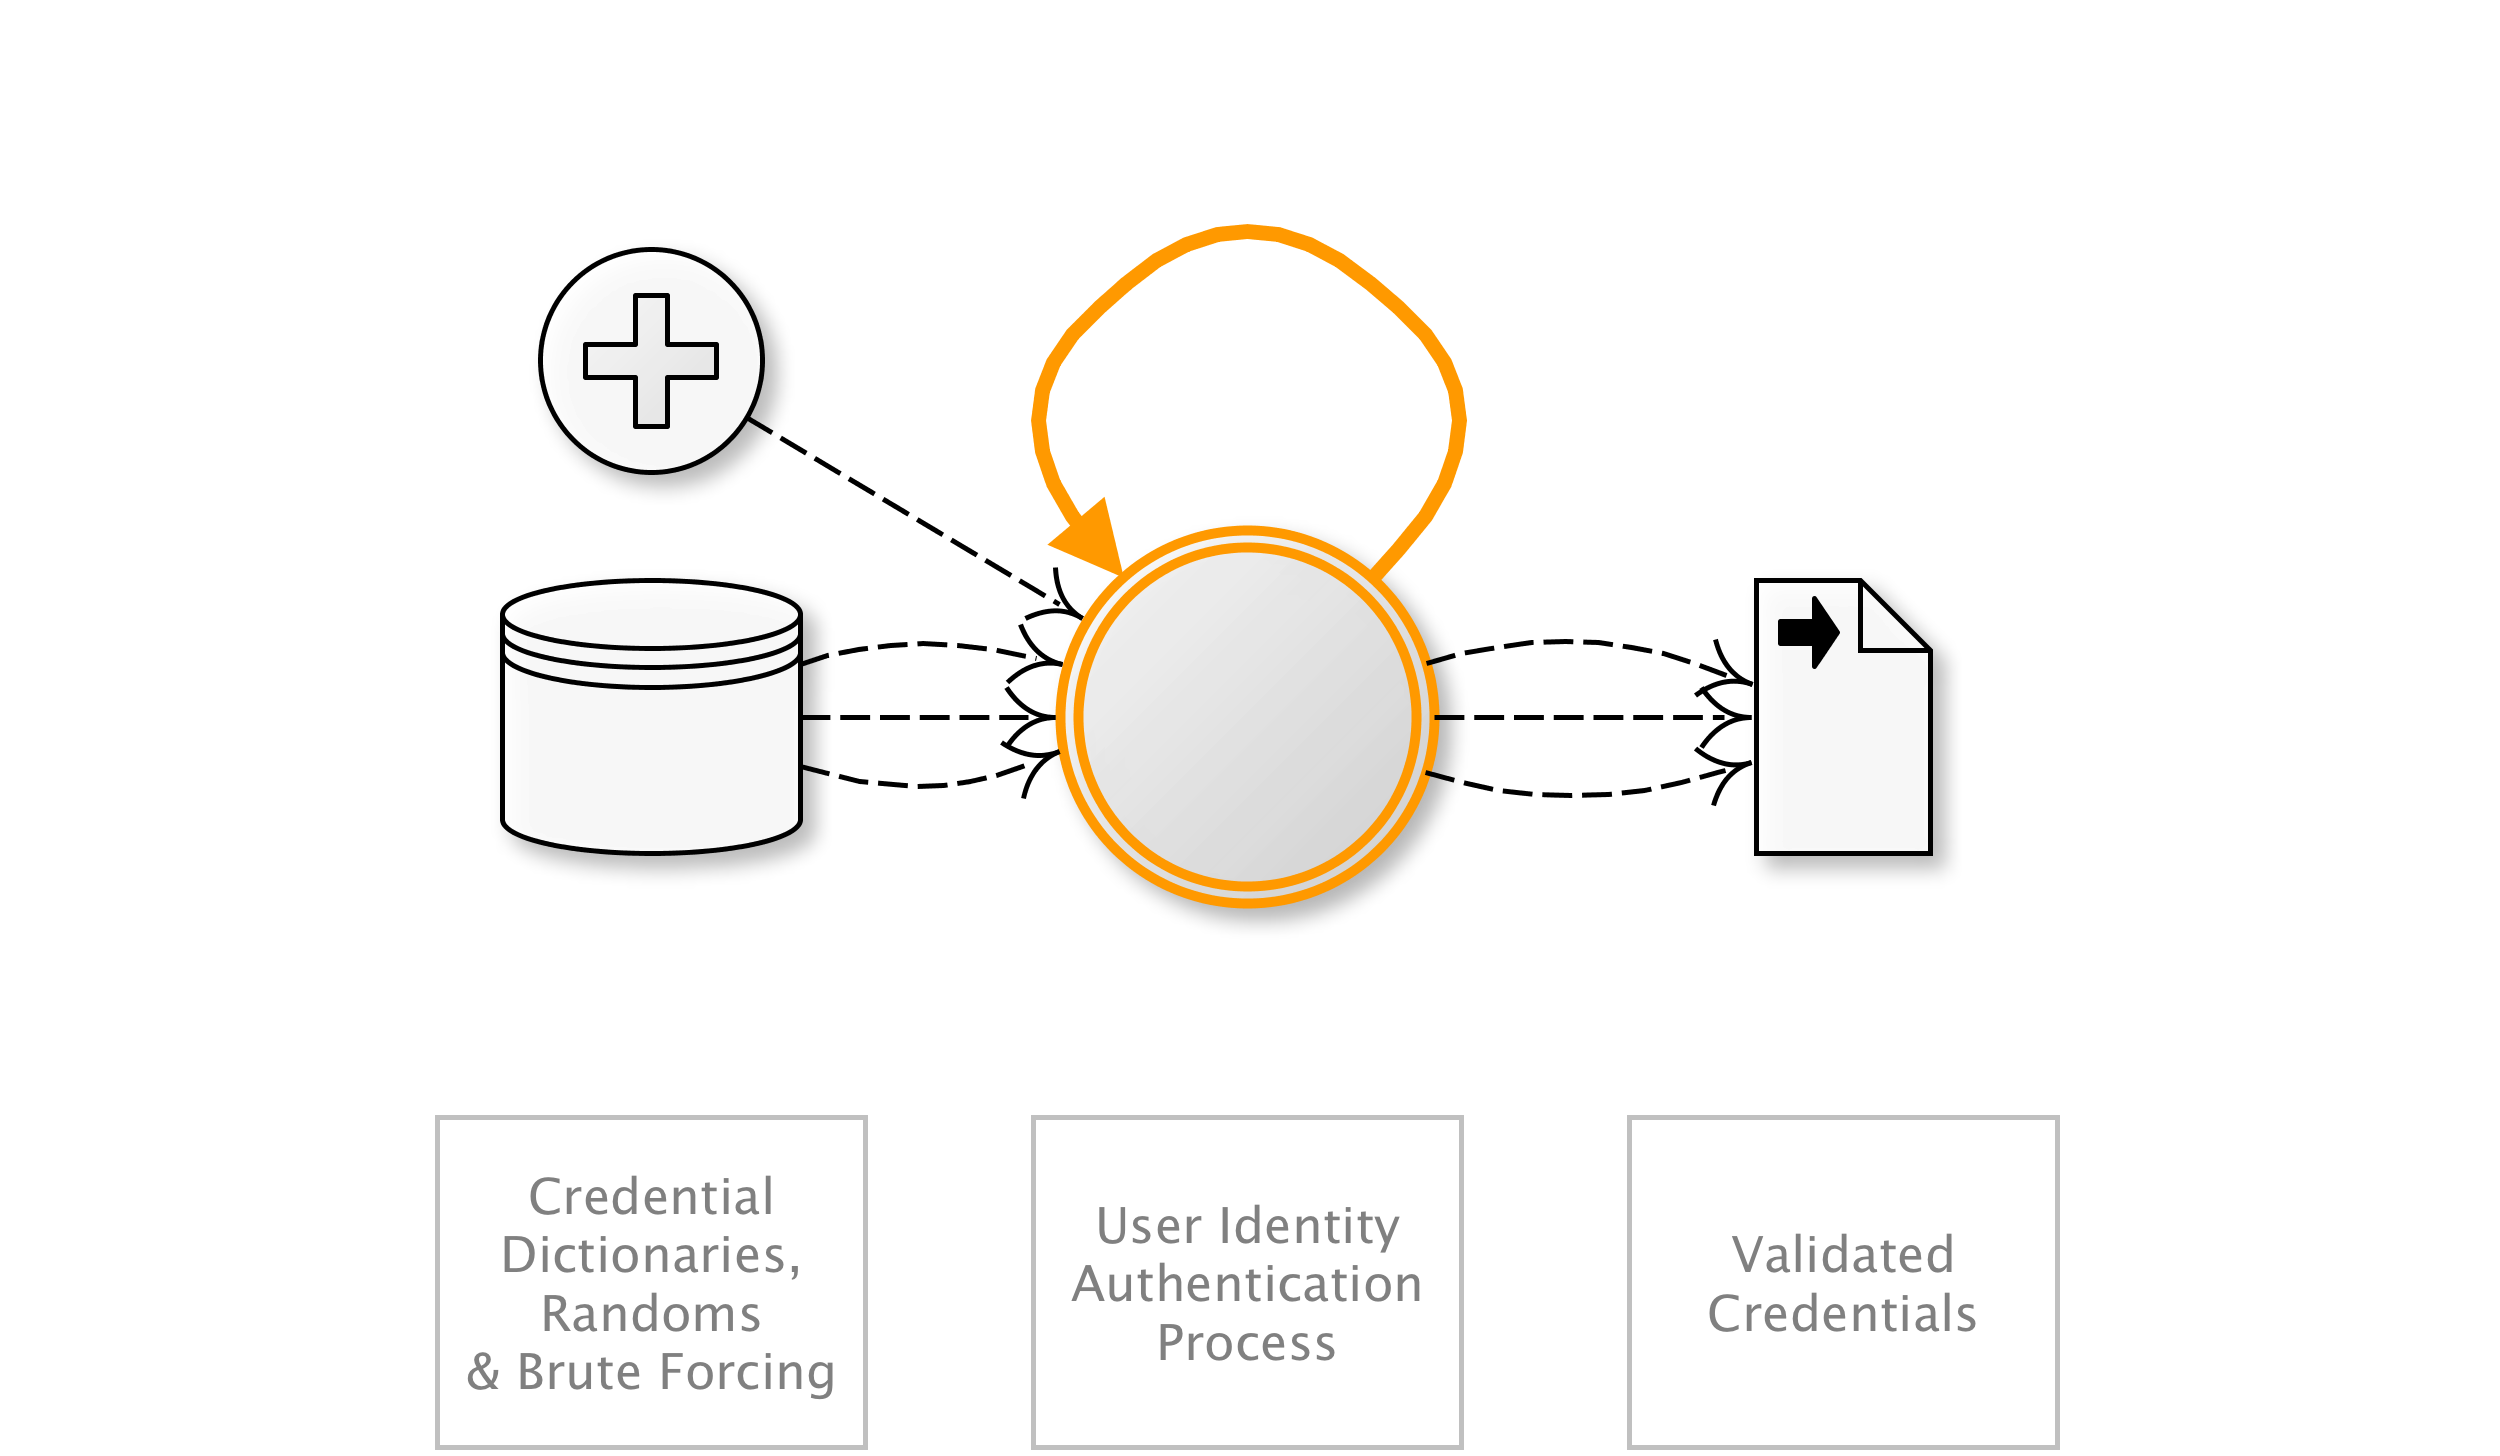 Credential
Dictionaries,
Randoms
& Brute Forcing
User Identity
Authentication
Process
Validated
Credentials